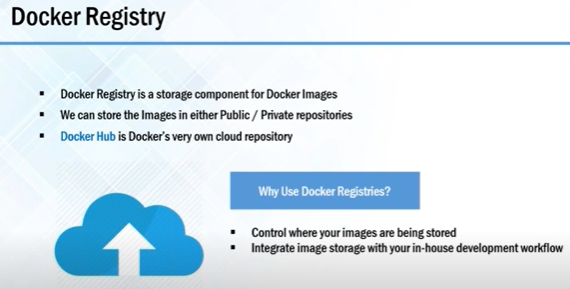 Docker Registry
▪ Docker Registry is a storage component for Docker Images
▪ We can store the Images in either Public / Private repositories
▪ Docker Hub is Docker's very own cloud repository
Why Use Docker Registries?
▪ Control where your images are being stored
▪ Integrate image storage with your in-house development workflow